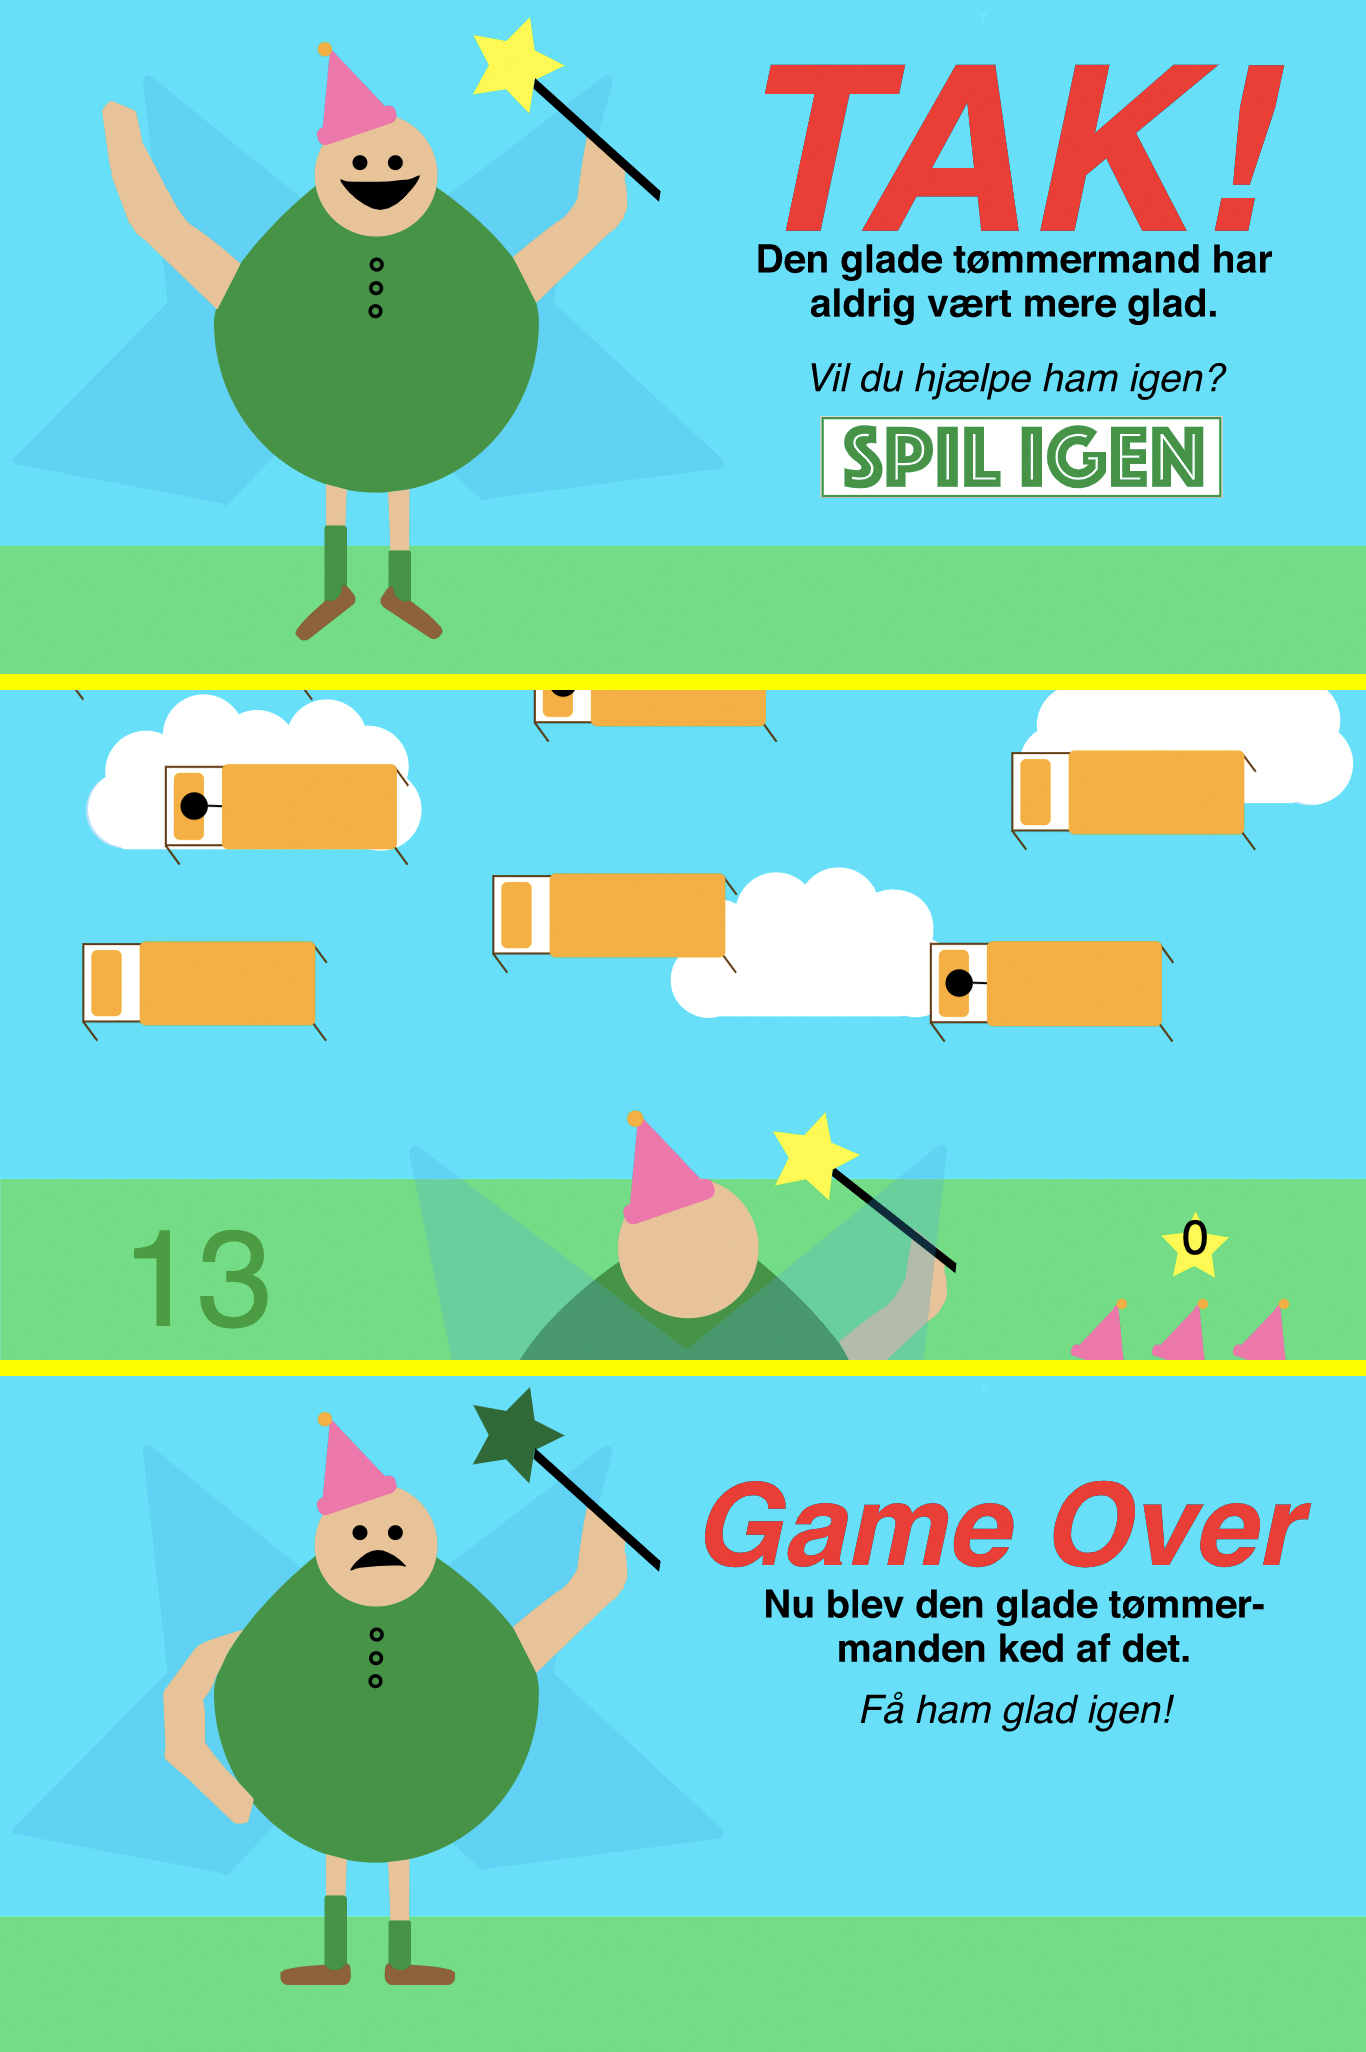 TAK!
Den glade tømmermand har
aldrig vært mere glad.
Vil du hjælpe ham igen?
SPIL IGEN
13
0
Game Over
Nu blev den glade tømmer-
manden ked af det.
Få ham glad igen!